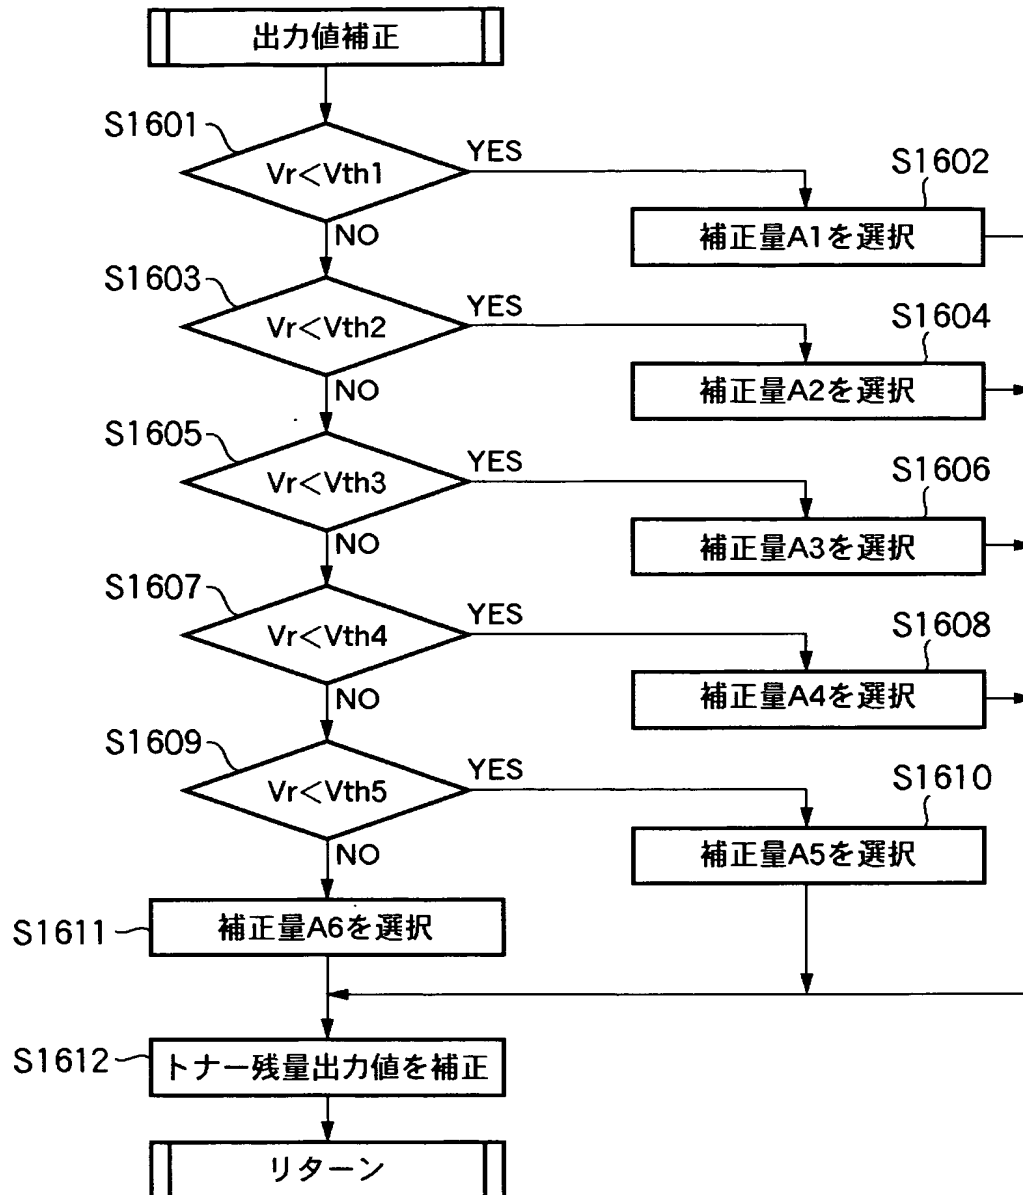 出力値補正
S1601
Vr<Vth1
YES
S1602
補正量A1を選択
NO
S1603
Vr<Vth2
YES
S1604
補正量A2を選択
NO
S1605
Vr<Vth3
YES
S1606
補正量A3を選択
NO
S1607
Vr<Vth4
YES
S1608
補正量A4を選択
NO
S1609
Vr<Vth5
YES
S1610
補正量A5を選択
NO
S1611
補正量A6を選択
S1612
トナー残量出力値を補正
リターン